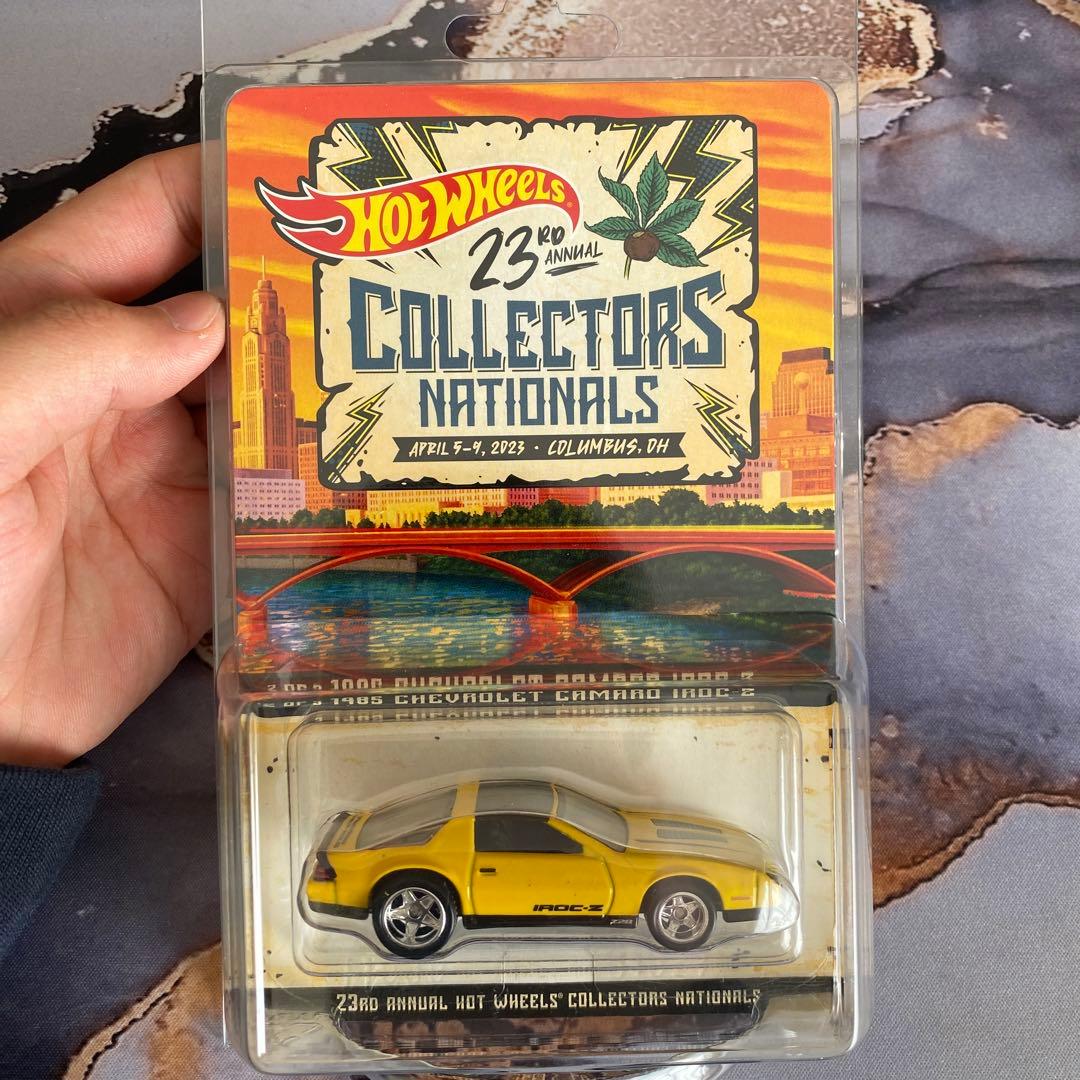 HOT WHEELS®
23RD
ANNUAL
COLLECTORS
NATIONALS
APRIL 5-9, 2023 • COLUMBUS, OH
1985 CHEVROLET CAMARO IROC-Z
IROC-Z
Z28
23RD ANNUAL HOT WHEELS® COLLECTORS NATIONALS